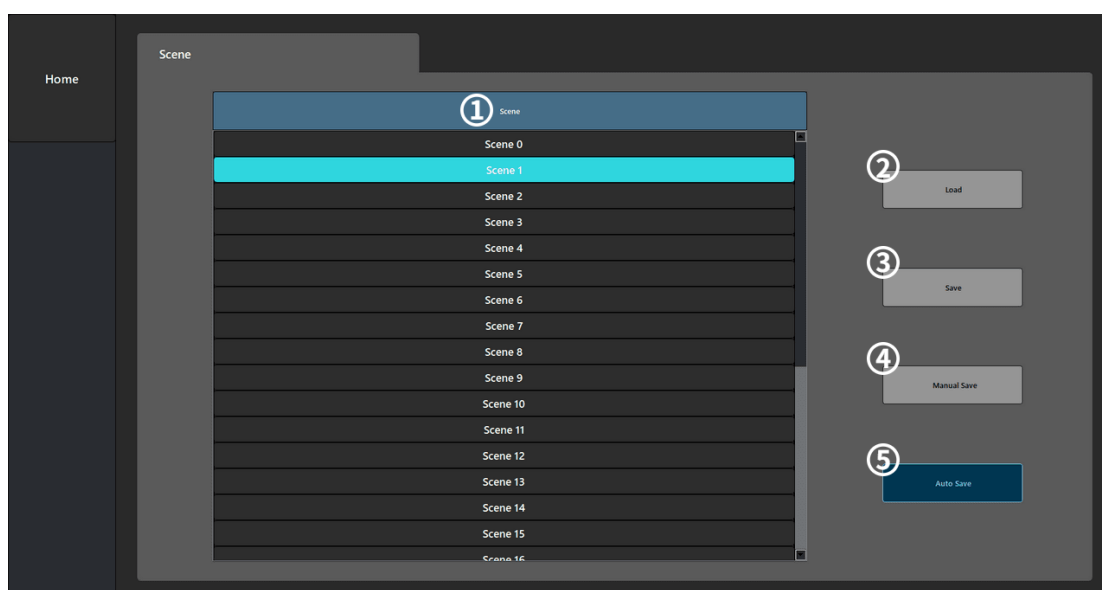 Home
Scene
① Scene
Scene 0
Scene 1
Scene 2
Scene 3
Scene 4
Scene 5
Scene 6
Scene 7
Scene 8
Scene 9
Scene 10
Scene 11
Scene 12
Scene 13
Scene 14
Scene 15
Scene 16
② Load
③ Save
④ Manual Save
⑤ Auto Save